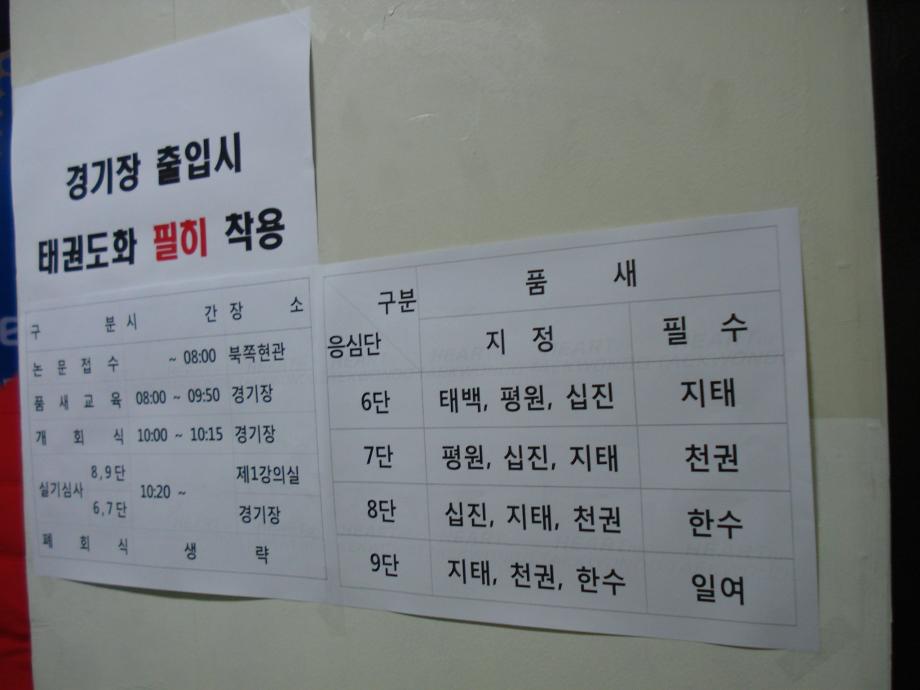 경기장 출입시
태권도화 필히 착용
구 분 시 간 장 소
논 문 접 수 ~ 08:00 북쪽현관
품 새 교 육 08:00 ~ 09:50 경기장
개 회 식 10:00 ~ 10:15 경기장
실기심사 8,9단 10:20 ~ 제1강의실
6,7단 경기장
폐 회 식 생 략
구분 품 새
응심단 지 정 필 수
6단 태백, 평원, 십진 지태
7단 평원, 십진, 지태 천권
8단 십진, 지태, 천권 한수
9단 지태, 천권, 한수 일여